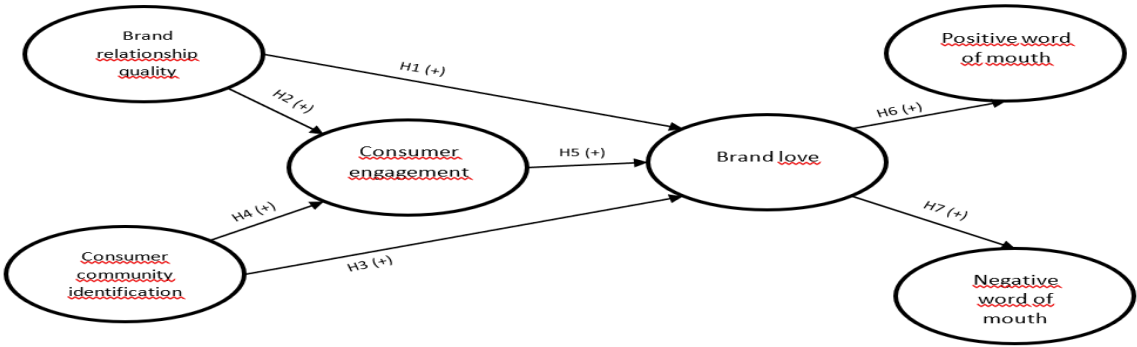 Brand
relationship
quality
H1 (+)
H2 (+)
Consumer
engagement
H4 (+)
Consumer
community
identification
H3 (+)
H5 (+)
Brand love
H6 (+)
Positive word
of mouth
H7 (+)
Negative
word of
mouth